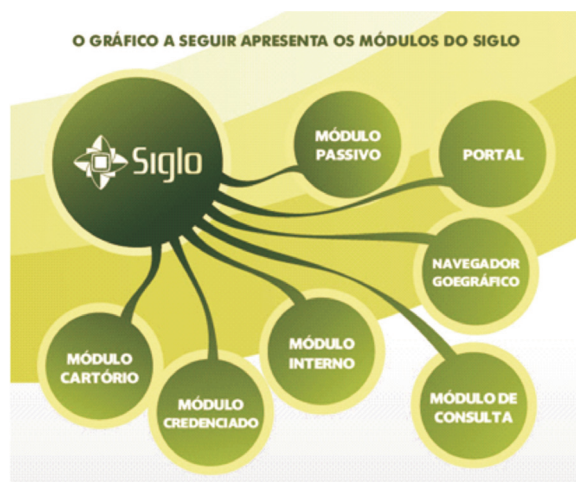 O GRÁFICO A SEGUIR APRESENTA OS MÓDULOS DO SIGLO
Siglo
MÓDULO
PASSIVO
PORTAL
NAVEGADOR
GOEGRÁFICO
MÓDULO
CARTÓRIO
MÓDULO
CREDENCIADO
MÓDULO
INTERNO
MÓDULO DE
CONSULTA